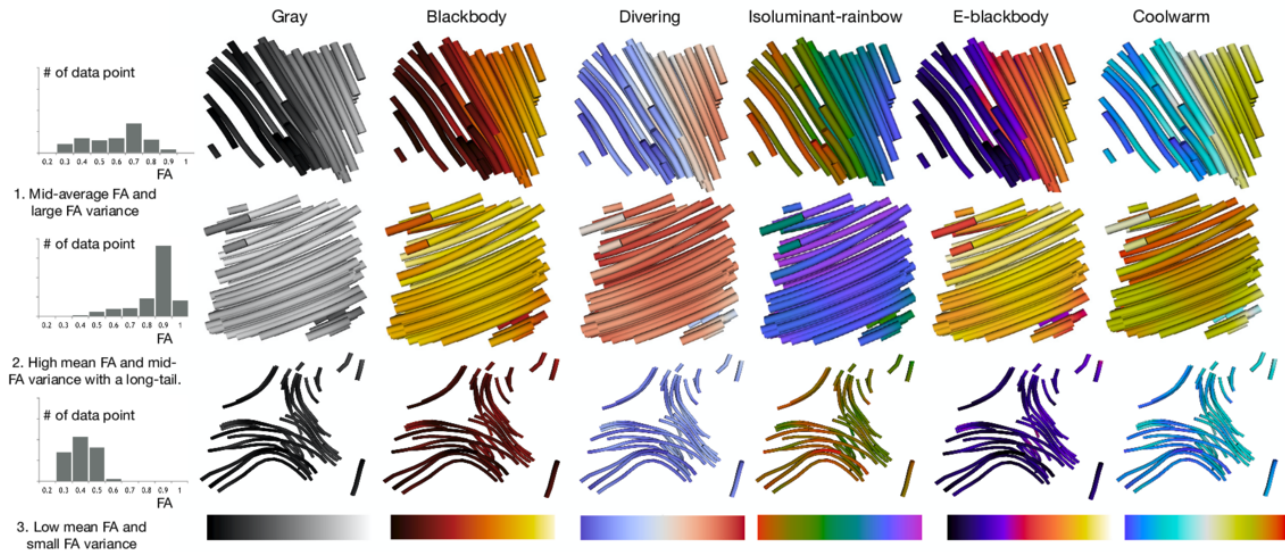 Gray Blackbody Divering Isoluminant-rainbow E-blackbody Coolwarm
# of data point
0.2 0.3 0.4 0.5 0.6 0.7 0.8 0.9 1
FA
1. Mid-average FA and
large FA variance
# of data point
0.2 0.3 0.4 0.5 0.6 0.7 0.8 0.9 1
FA
2. High mean FA and mid-
FA variance with a long-tail.
# of data point
0.2 0.3 0.4 0.5 0.6 0.7 0.8 0.9 1
FA
3. Low mean FA and
small FA variance